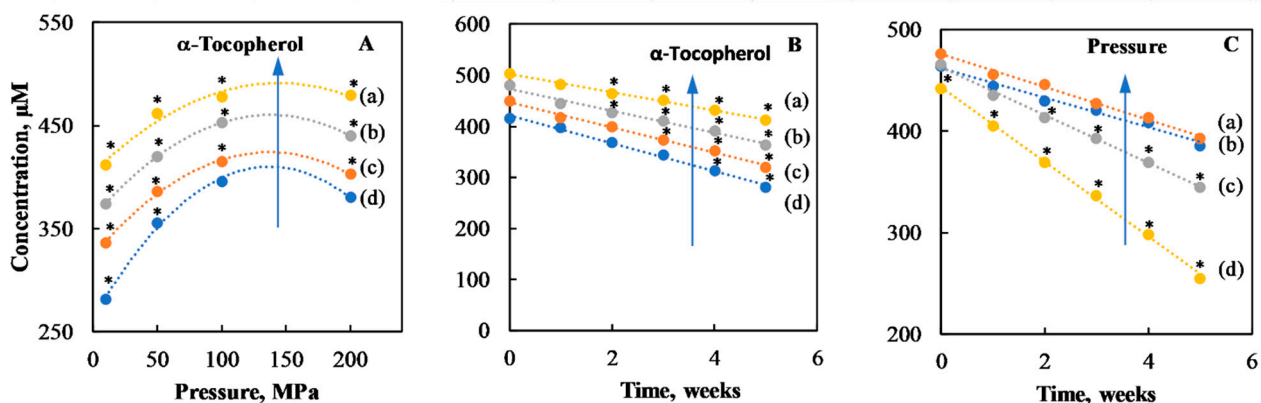 Concentration, µM
550
450
350
250
0
50
100
150
200
Pressure, MPa
α-Tocopherol
A
*
*
*
*
(a)
*
*
*
*
(b)
*
*
*
*
(c)
*
*
(d)
600
500
400
300
200
100
0
0
2
4
6
Time, weeks
α-Tocopherol
B
*
*
*
*
(a)
*
*
*
*
(b)
*
*
*
(c)
*
*
(d)
500
400
300
200
0
2
4
6
Time, weeks
Pressure
C
(a)
(b)
*
*
*
*
(c)
*
*
*
*
*
*
(d)